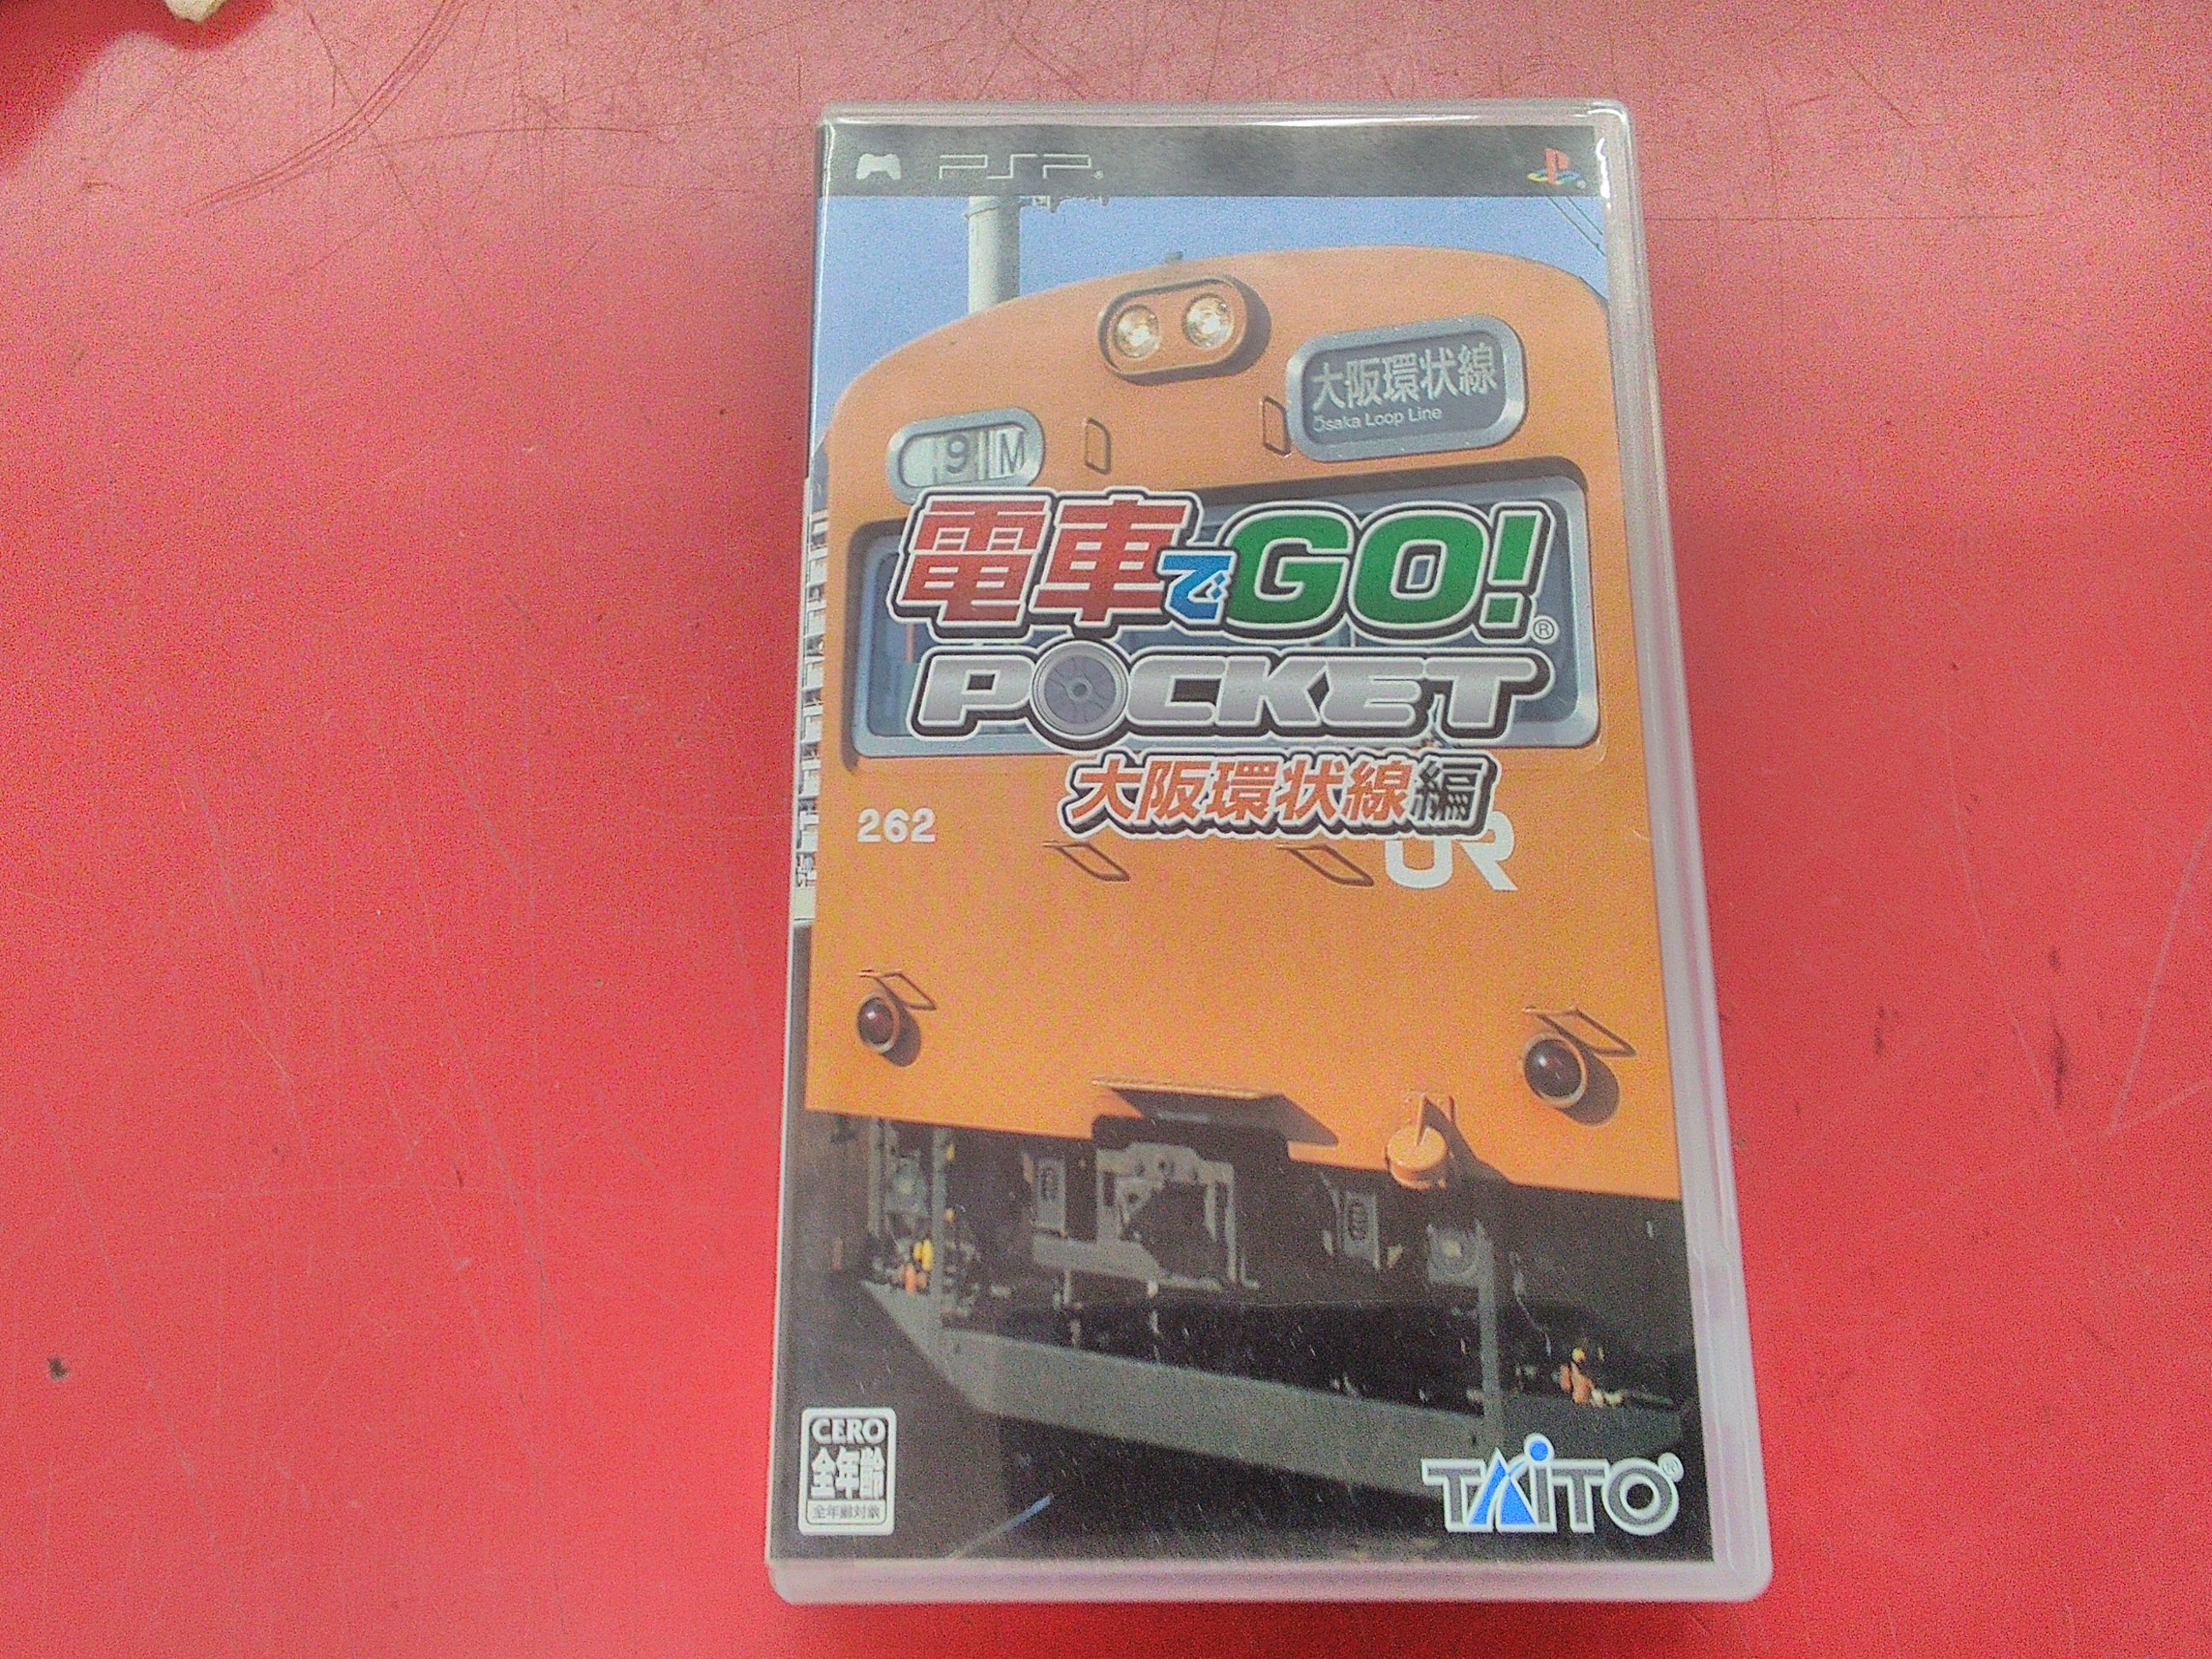 PSP
大阪環状線
Osaka Loop Line
9 M
電車でGO!
POCKET
大阪環状線編
262
JR
CERO
全年齢
全年齢対象
TAITO